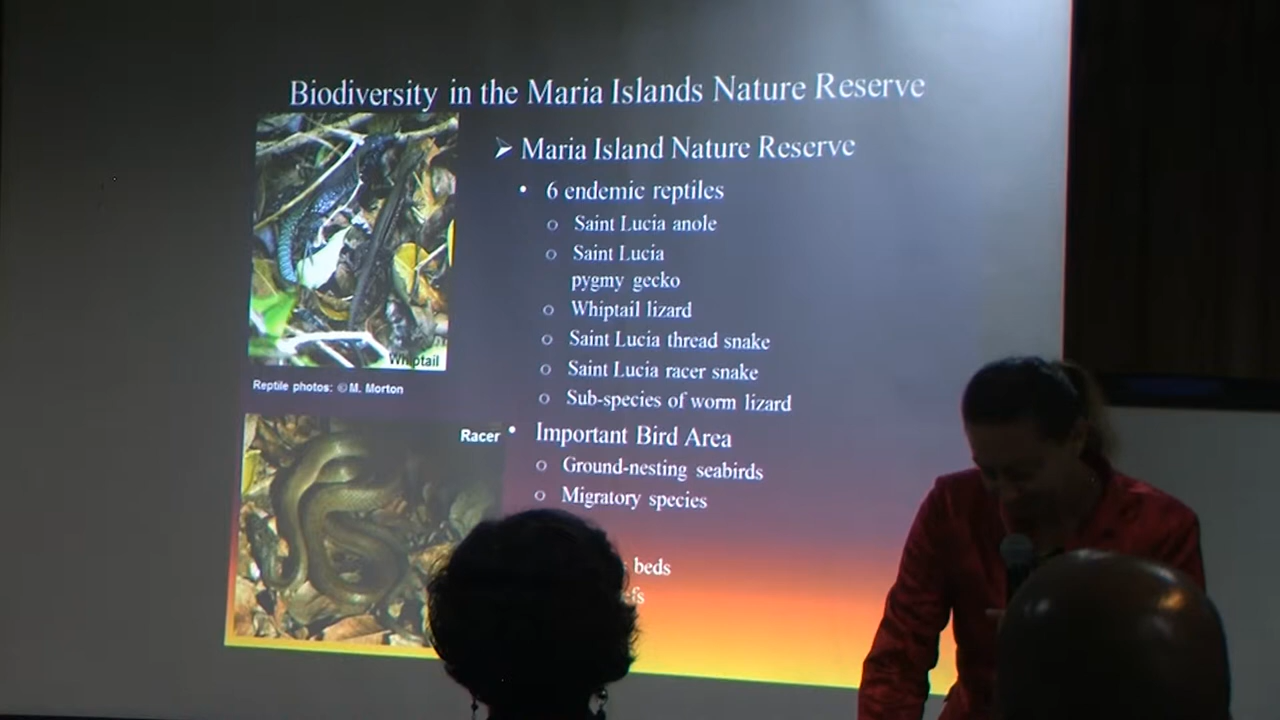 Biodiversity in the Maria Islands Nature Reserve
➢ Maria Island Nature Reserve
• 6 endemic reptiles
o Saint Lucia anole
o Saint Lucia
pygmy gecko
o Whiptail lizard
o Saint Lucia thread snake
o Saint Lucia racer snake
o Sub-species of worm lizard
• Important Bird Area
o Ground-nesting seabirds
o Migratory species
beds
Whiptail
Reptile photos: © M. Morton
Racer